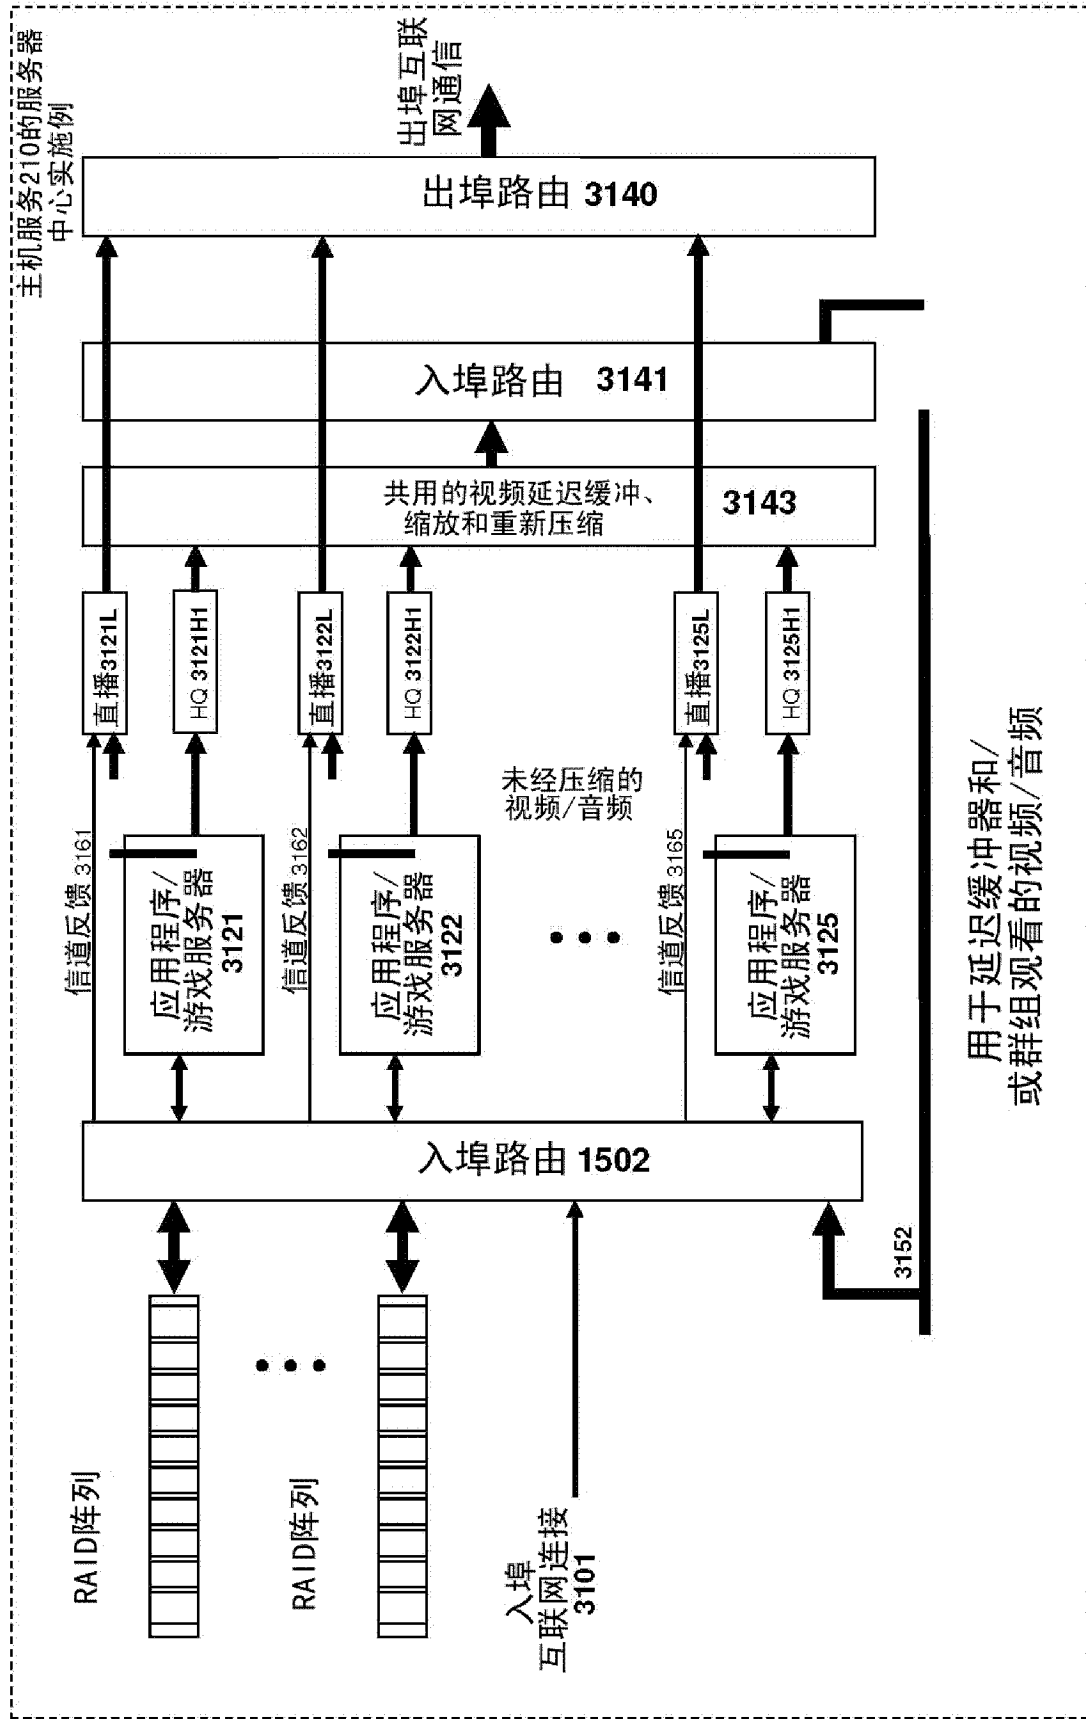 主机服务210的服务器
中心实施例
RAID阵列
RAID阵列
入埠
互联网连接
3101
入埠路由 1502
3152
信道反馈 3161
应用程序/
游戏服务器
3121
直播3121L
HQ 3121H1
信道反馈 3162
应用程序/
游戏服务器
3122
直播3122L
HQ 3122H1
未经压缩的
视频/音频
信道反馈 3165
应用程序/
游戏服务器
3125
直播3125L
HQ 3125H1
共用的视频延迟缓冲、
缩放和重新压缩
3143
入埠路由 3141
出埠路由 3140
出埠互联
网通信
用于延迟缓冲器和/
或群组观看的视频/音频